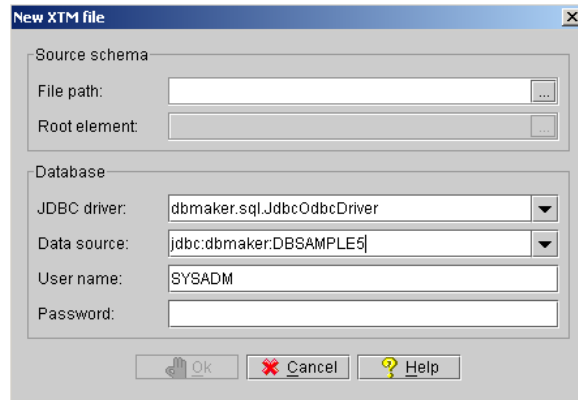 New XTM file
Source schema
File path:
...
Root element:
...
Database
JDBC driver: dbmaker.sql.JdbcOdbcDriver
Data source: jdbc:dbmaker:DBSAMPLE5
User name: SYSADM
Password:
Ok Cancel Help